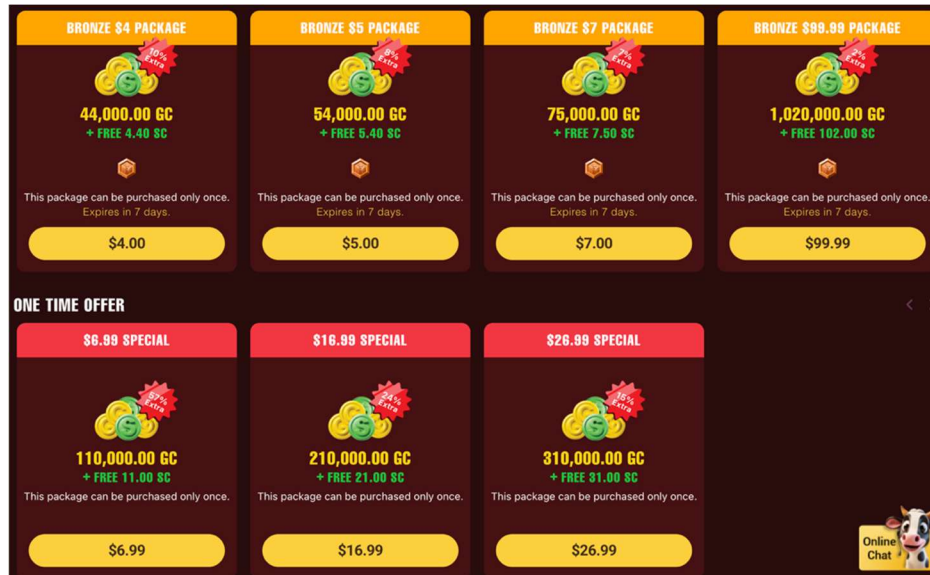 BRONZE $4 PACKAGE
10% Extra
44,000.00 GC
+ FREE 4.40 SC
This package can be purchased only once.
Expires in 7 days.
$4.00
BRONZE $5 PACKAGE
8% Extra
54,000.00 GC
+ FREE 5.40 SC
This package can be purchased only once.
Expires in 7 days.
$5.00
BRONZE $7 PACKAGE
7% Extra
75,000.00 GC
+ FREE 7.50 SC
This package can be purchased only once.
Expires in 7 days.
$7.00
BRONZE $99.99 PACKAGE
2% Extra
1,020,000.00 GC
+ FREE 102.00 SC
This package can be purchased only once.
Expires in 7 days.
$99.99
ONE TIME OFFER
$6.99 SPECIAL
57% Extra
110,000.00 GC
+ FREE 11.00 SC
This package can be purchased only once.
$6.99
$16.99 SPECIAL
24% Extra
210,000.00 GC
+ FREE 21.00 SC
This package can be purchased only once.
$16.99
$26.99 SPECIAL
15% Extra
310,000.00 GC
+ FREE 31.00 SC
This package can be purchased only once.
$26.99
Online
Chat